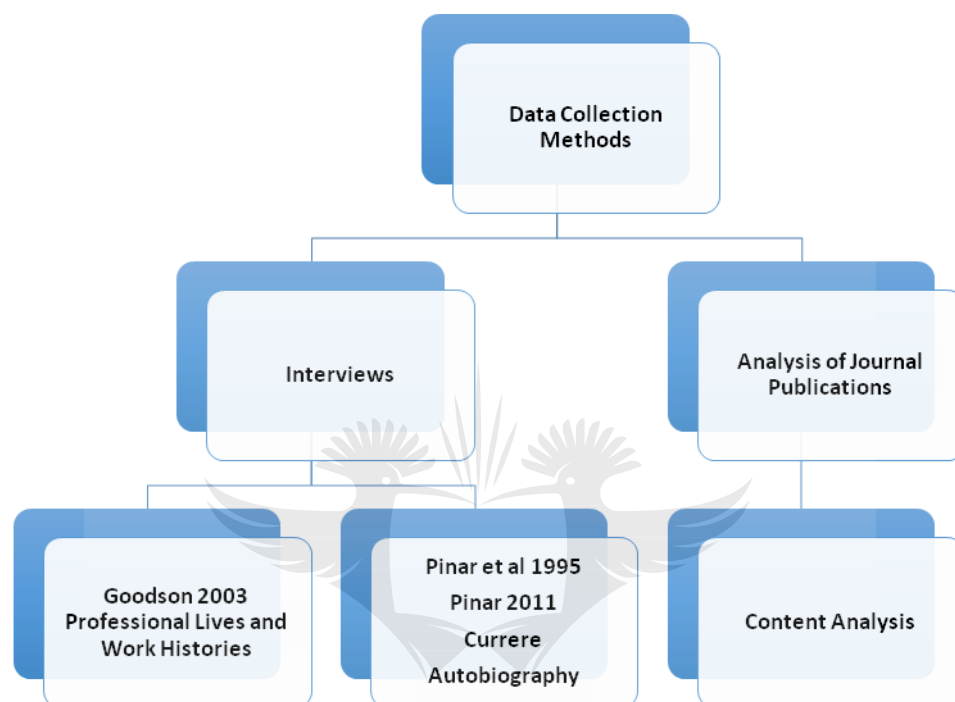 Data Collection
Methods
Interviews
Analysis of Journal
Publications
Goodson 2003
Professional Lives and
Work Histories
Pinar et al 1995
Pinar 2011
Currere
Autobiography
Content Analysis